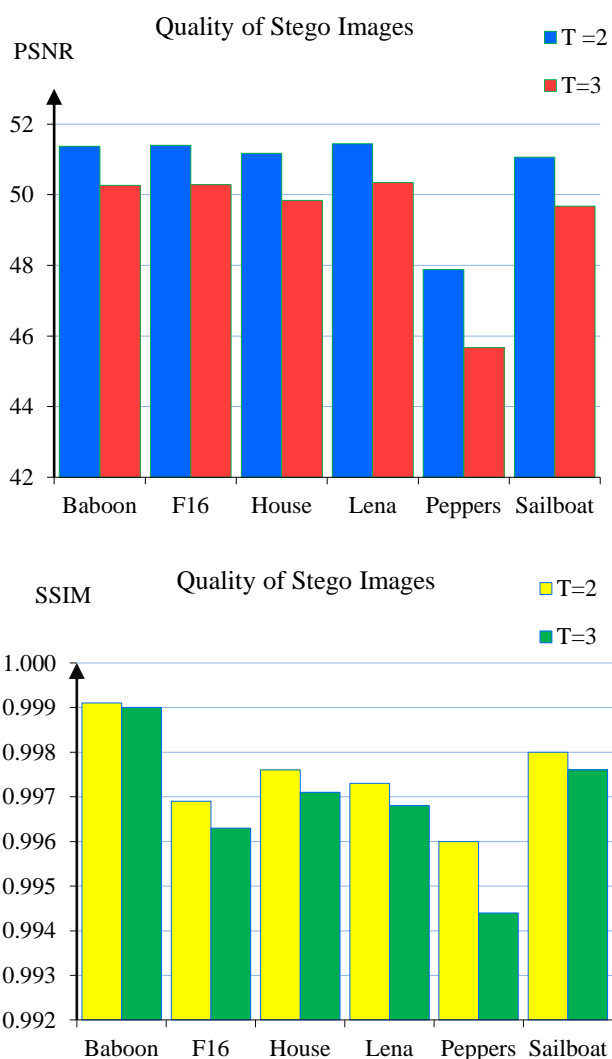 Quality of Stego Images
PSNR
T =2
T=3
52
50
48
46
44
42
Baboon F16 House Lena Peppers Sailboat
Quality of Stego Images
SSIM
T=2
T=3
1.000
0.999
0.998
0.997
0.996
0.995
0.994
0.993
0.992
Baboon F16 House Lena Peppers Sailboat